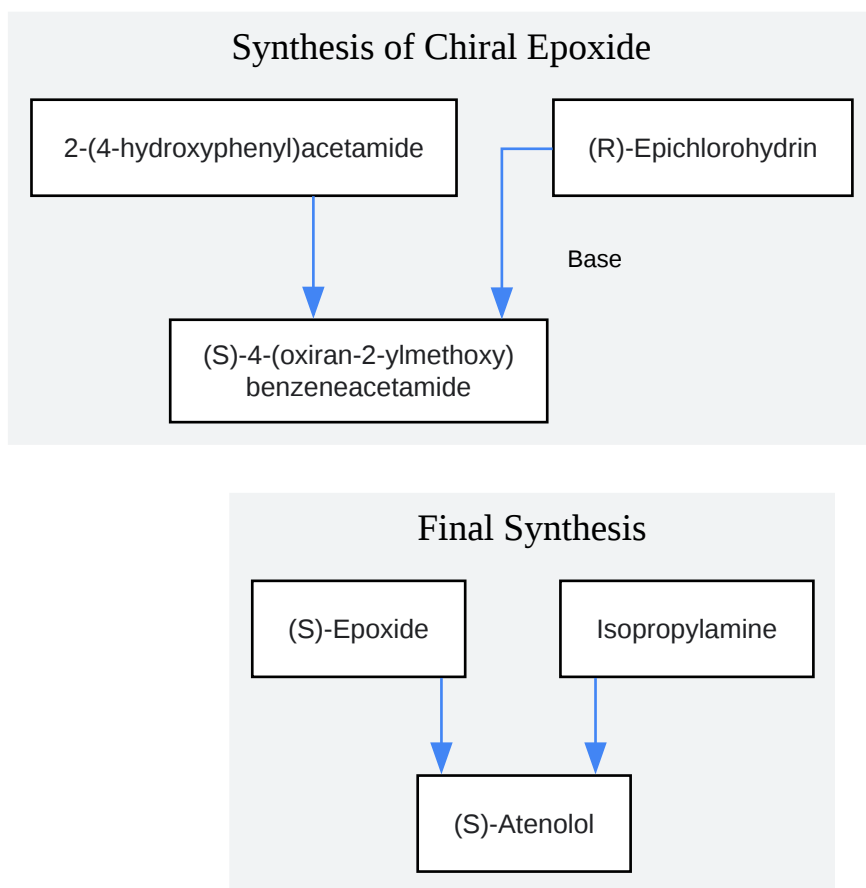 Synthesis of Chiral Epoxide
2-(4-hydroxyphenyl)acetamide
(R)-Epichlorohydrin
Base
(S)-4-(oxiran-2-ylmethoxy)
benzeneacetamide
Final Synthesis
(S)-Epoxide
Isopropylamine
(S)-Atenolol